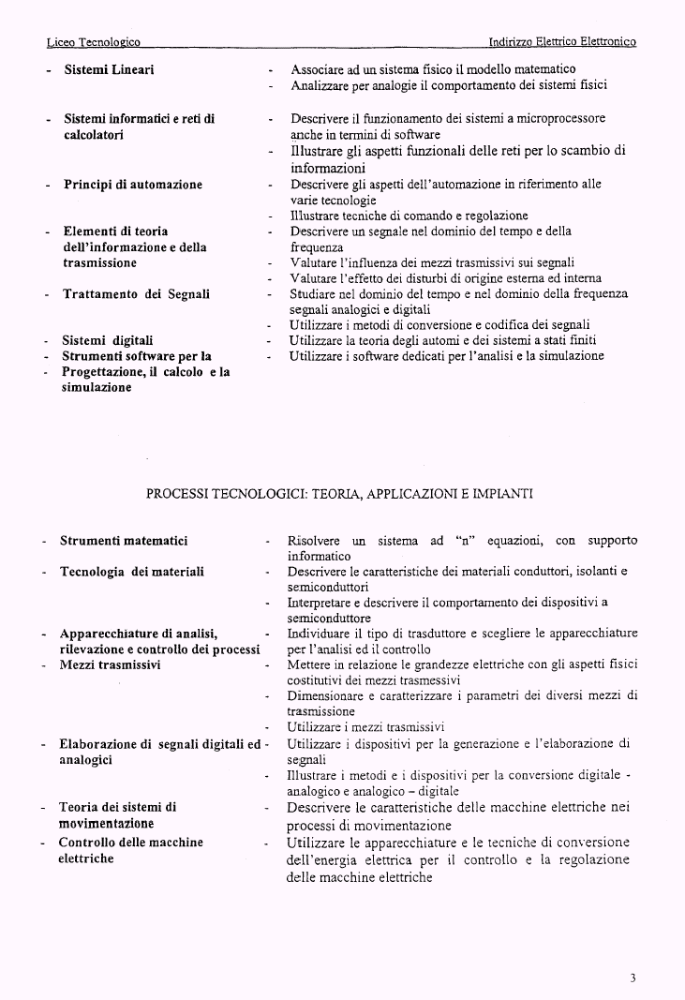 Liceo Tecnologico Indirizzo Elettrico Elettronico
- Sistemi Lineari - Associare ad un sistema fisico il modello matematico
- Analizzare per analogie il comportamento dei sistemi fisici
- Sistemi informatici e reti di - Descrivere il funzionamento dei sistemi a microprocessore
calcolatori anche in termini di software
- Illustrare gli aspetti funzionali delle reti per lo scambio di
informazioni
- Principi di automazione - Descrivere gli aspetti dell'automazione in riferimento alle
varie tecnologie
- Illustrare tecniche di comando e regolazione
- Elementi di teoria - Descrivere un segnale nel dominio del tempo e della
dell'informazione e della frequenza
trasmissione - Valutare l'influenza dei mezzi trasmissivi sui segnali
- Valutare l'effetto dei disturbi di origine esterna ed interna
- Trattamento dei Segnali - Studiare nel dominio del tempo e nel dominio della frequenza
segnali analogici e digitali
- Utilizzare i metodi di conversione e codifica dei segnali
- Sistemi digitali - Utilizzare la teoria degli automi e dei sistemi a stati finiti
- Strumenti software per la - Utilizzare i software dedicati per l'analisi e la simulazione
- Progettazione, il calcolo e la
simulazione
PROCESSI TECNOLOGICI: TEORIA, APPLICAZIONI E IMPIANTI
- Strumenti matematici - Risolvere un sistema ad "n" equazioni, con supporto
informatico
- Tecnologia dei materiali - Descrivere le caratteristiche dei materiali conduttori, isolanti e
semiconduttori
- Interpretare e descrivere il comportamento dei dispositivi a
semiconduttore
- Apparecchiature di analisi, - Individuare il tipo di trasduttore e scegliere le apparecchiature
rilevazione e controllo dei processi per l'analisi ed il controllo
- Mezzi trasmissivi - Mettere in relazione le grandezze elettriche con gli aspetti fisici
costitutivi dei mezzi trasmessivi
- Dimensionare e caratterizzare i parametri dei diversi mezzi di
trasmissione
- Utilizzare i mezzi trasmissivi
- Elaborazione di segnali digitali ed - Utilizzare i dispositivi per la generazione e l'elaborazione di
analogici segnali
- Illustrare i metodi e i dispositivi per la conversione digitale -
analogico e analogico – digitale
- Teoria dei sistemi di - Descrivere le caratteristiche delle macchine elettriche nei
movimentazione processi di movimentazione
- Controllo delle macchine - Utilizzare le apparecchiature e le tecniche di conversione
elettriche dell'energia elettrica per il controllo e la regolazione
delle macchine elettriche
3